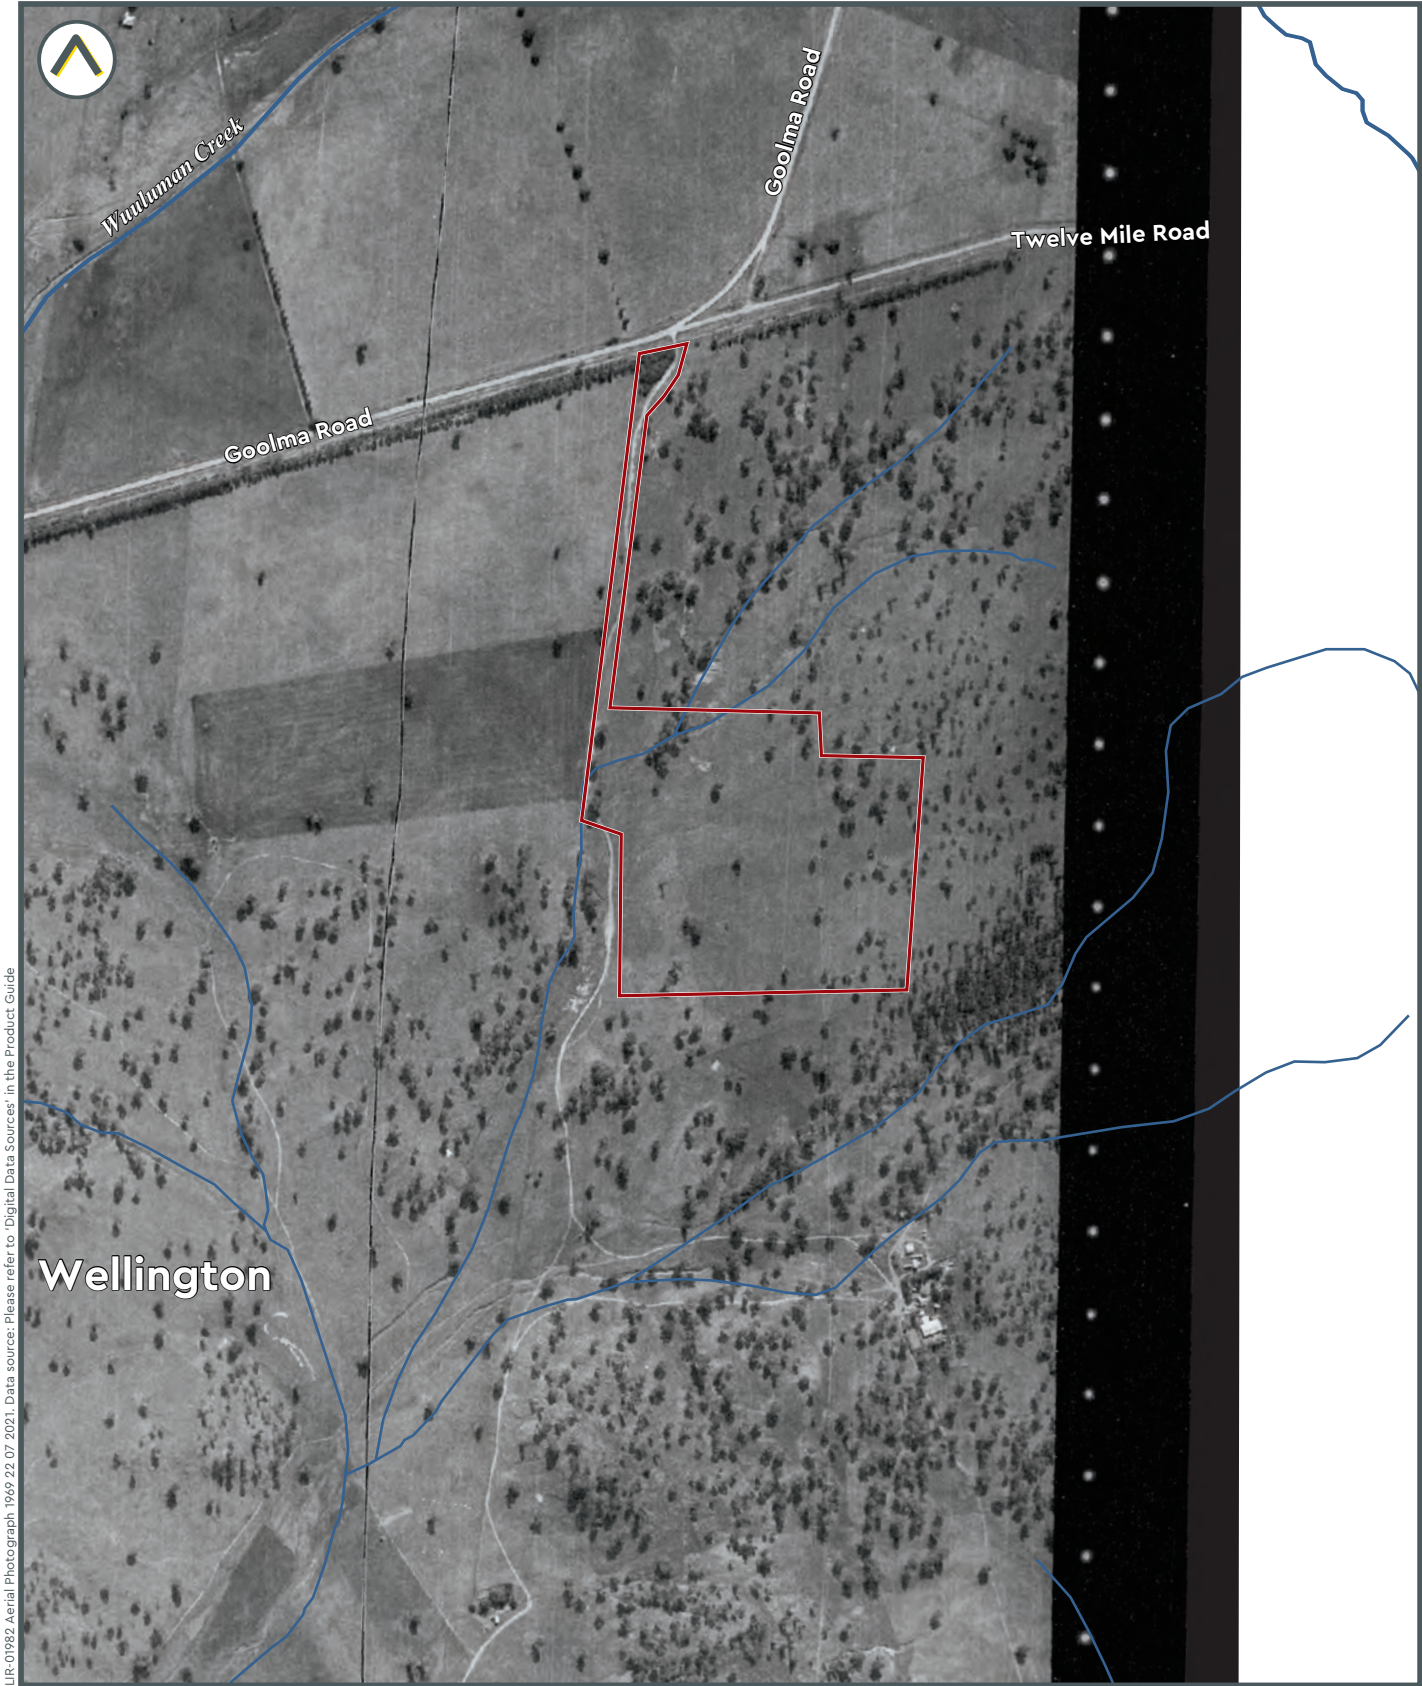 Goolma Road
Wuuluman Creek
Twelve Mile Road
Goolma Road
Wellington
LIR-01982 Aerial Photograph 1969 22 07 2021. Data source: Please refer to 'Digital Data Sources' in the Product Guide